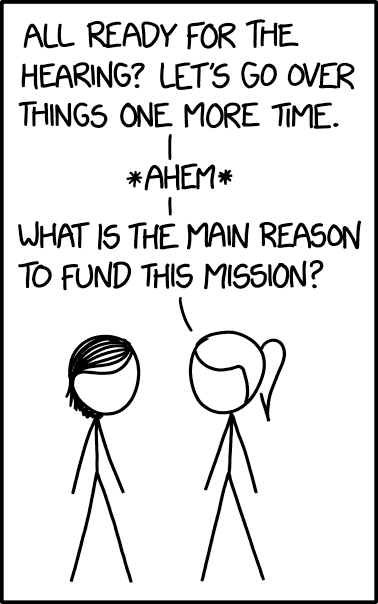 ALL READY FOR THE
HEARING? LET'S GO OVER
THINGS ONE MORE TIME.
*AHEM*
WHAT IS THE MAIN REASON
TO FUND THIS MISSION?